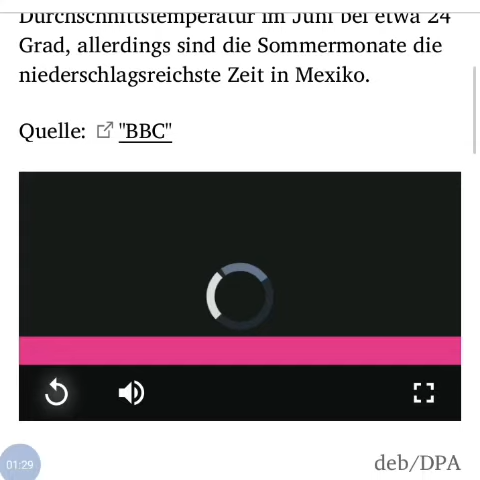 Durchschnittstemperatur im Juni bei etwa 24
Grad, allerdings sind die Sommermonate die
niederschlagsreichste Zeit in Mexiko.
Quelle: "BBC"
deb/DPA
01:29